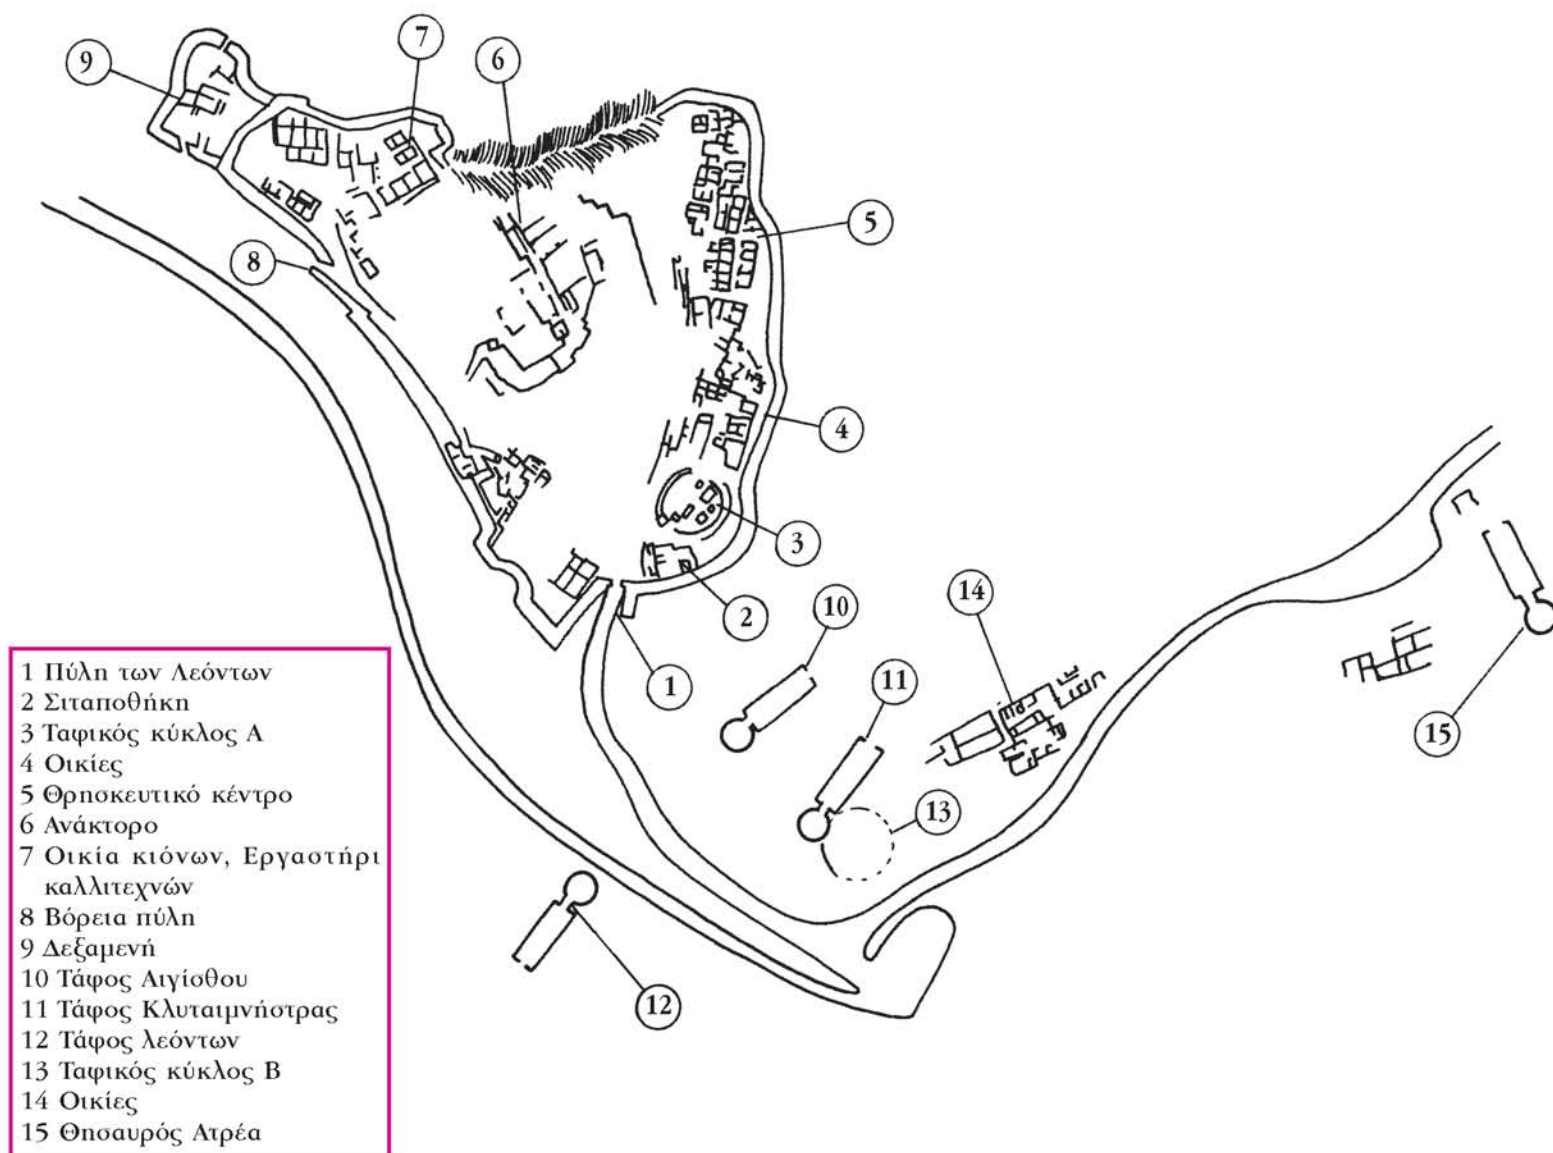 9
7
6
5
8
4
3
14
2
10
1
11
15
13
12
1 Πύλη των Λεόντων
2 Σιταποθήκη
3 Ταφικός κύκλος Α
4 Οικίες
5 Θρησκευτικό κέντρο
6 Ανάκτορο
7 Οικία κιόνων, Εργαστήρι
καλλιτεχνών
8 Βόρεια πύλη
9 Δεξαμενή
10 Τάφος Αιγίσθου
11 Τάφος Κλυταιμνήστρας
12 Τάφος λεόντων
13 Ταφικός κύκλος Β
14 Οικίες
15 Θησαυρός Ατρέα